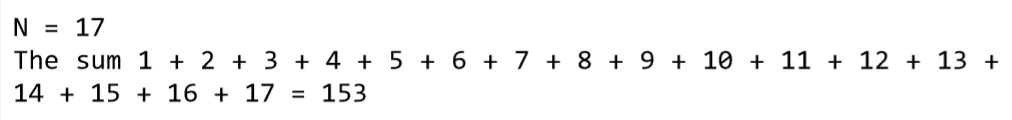 N = 17
The sum 1 + 2 + 3 + 4 + 5 + 6 + 7 + 8 + 9 + 10 + 11 + 12 + 13 +
14 + 15 + 16 + 17 = 153